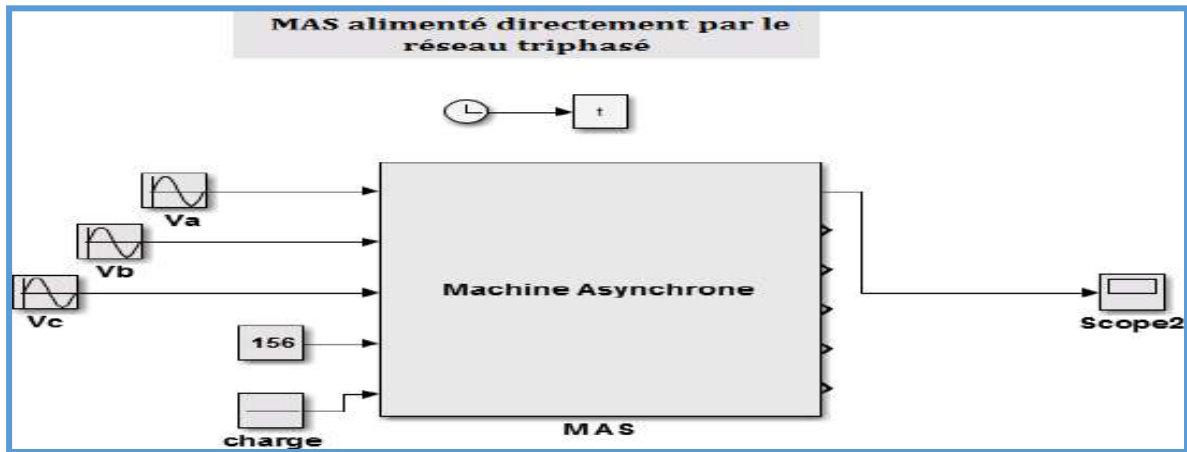 MAS alimenté directement par le
réseau triphasé
t
Va
Vb
Vc
Machine Asynchrone
156
charge
MAS
Scope2